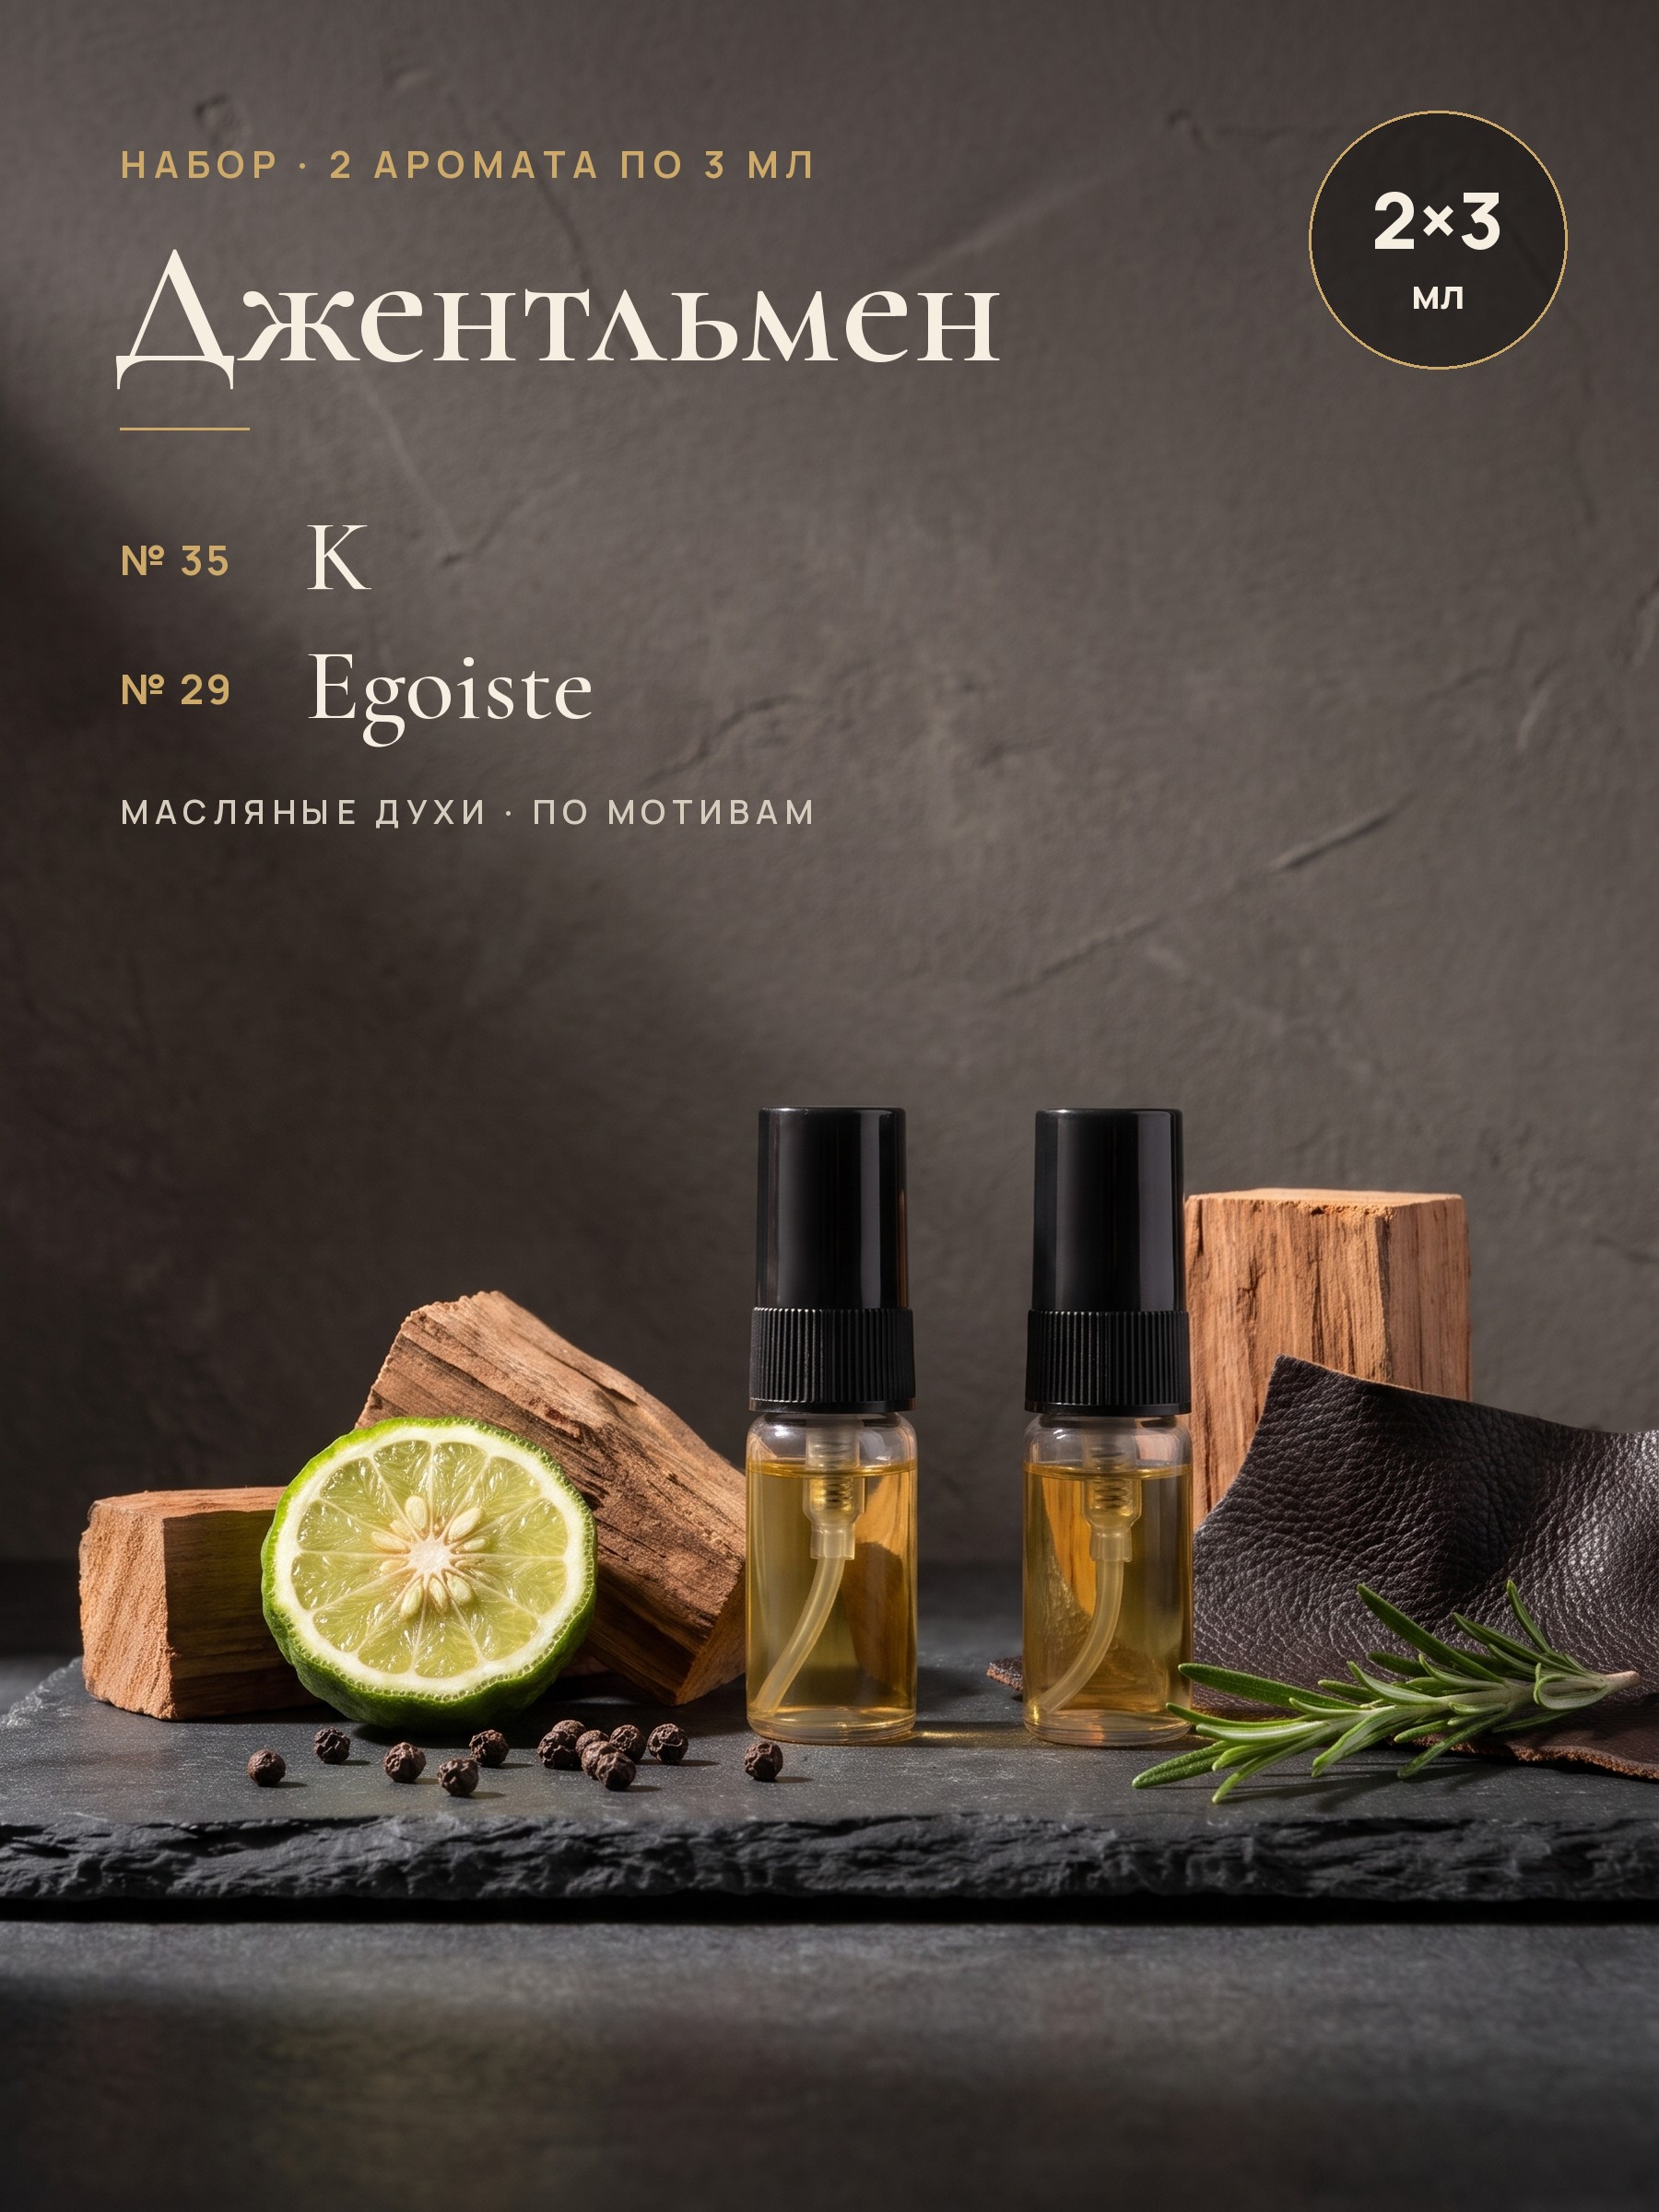 НАБОР · 2 АРОМАТА ПО 3 МЛ
2×3
мл
Джентльмен
№ 35 K
№ 29 Egoiste
МАСЛЯНЫЕ ДУХИ · ПО МОТИВАМ